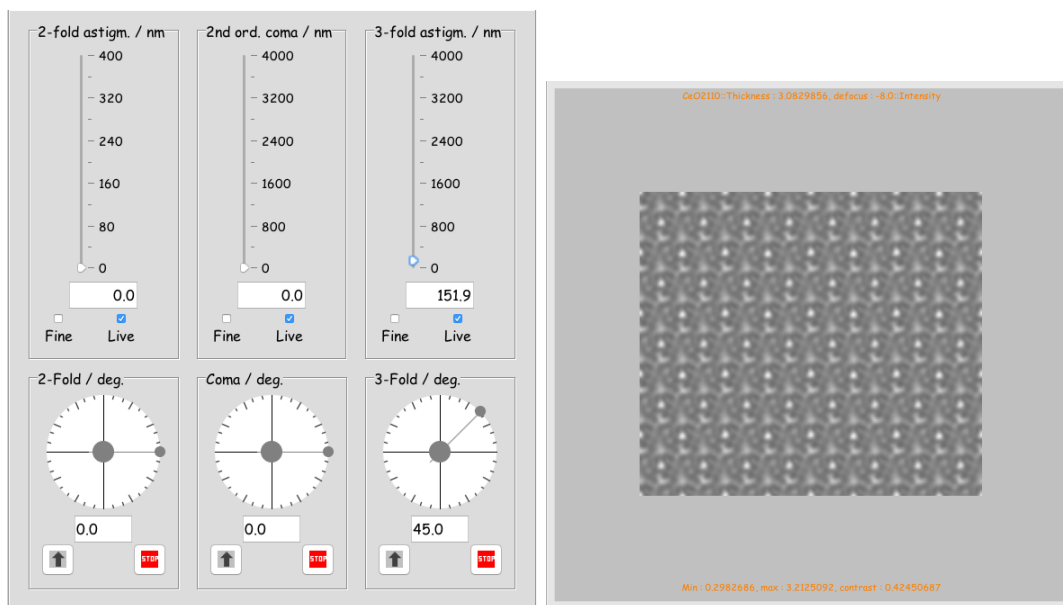 2-fold astigm. / nm
400
320
240
160
80
0
0.0
Fine
Live
2nd ord. coma / nm
4000
3200
2400
1600
800
0
0.0
Fine
Live
3-fold astigm. / nm
4000
3200
2400
1600
800
0
151.9
Fine
Live
2-Fold / deg.
0.0
STOP
Coma / deg.
0.0
STOP
3-Fold / deg.
45.0
STOP
CeO2110::Thickness : 3.0829856, defocus : -8.0::Intensity
Min : 0.2982686, max : 3.2125092, contrast : 0.42450687